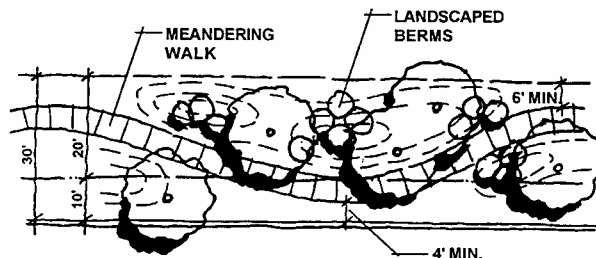 MEANDERING
WALK
LANDSCAPED
BERMS
6' MIN.
30'
20'
10'
4' MIN.